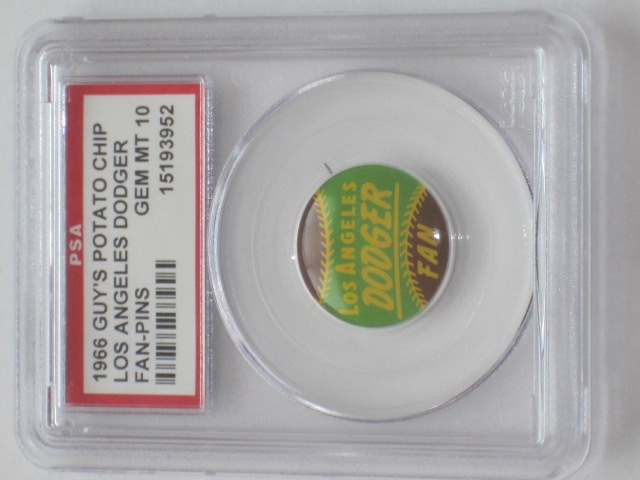 PSA
1966 GUY'S POTATO CHIP
LOS ANGELES DODGER
FAN-PINS GEM MT 10
15193952
LOS ANGELES
DODGER
FAN